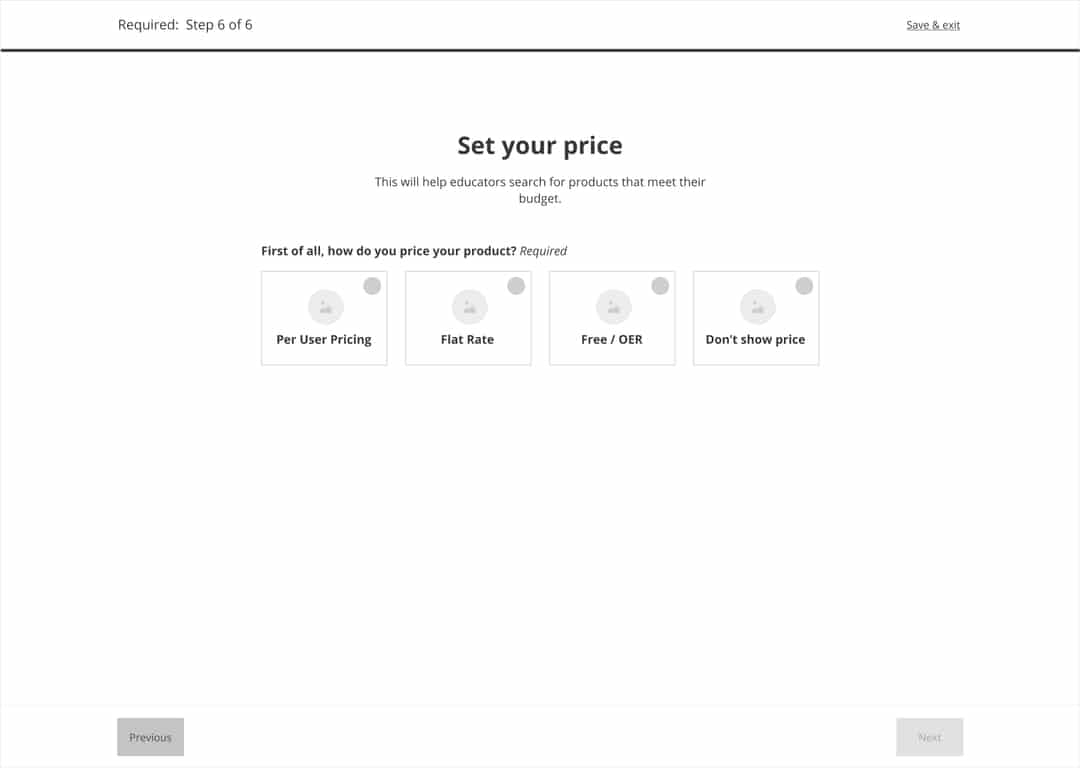 Required: Step 6 of 6
Save & exit
Set your price
This will help educators search for products that meet their
budget.
First of all, how do you price your product? Required
Per User Pricing
Flat Rate
Free / OER
Don't show price
Previous
Next